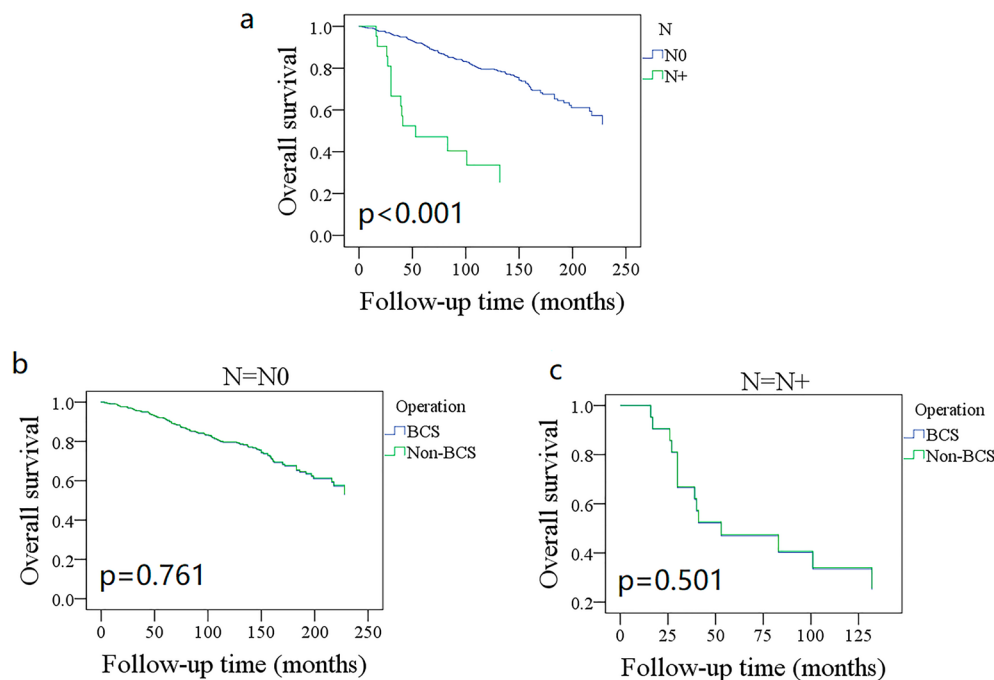 a
N
N0
N+
Overall survival
1.0
0.8
0.6
0.4
0.2
0.0
p<0.001
0 50 100 150 200 250
Follow-up time (months)
b
N=N0
Operation
BCS
Non-BCS
Overall survival
1.0
0.8
0.6
0.4
0.2
0.0
p=0.761
0 50 100 150 200 250
Follow-up time (months)
c
N=N+
Operation
BCS
Non-BCS
Overall survival
1.0
0.8
0.6
0.4
0.2
p=0.501
0 25 50 75 100 125
Follow-up time (months)